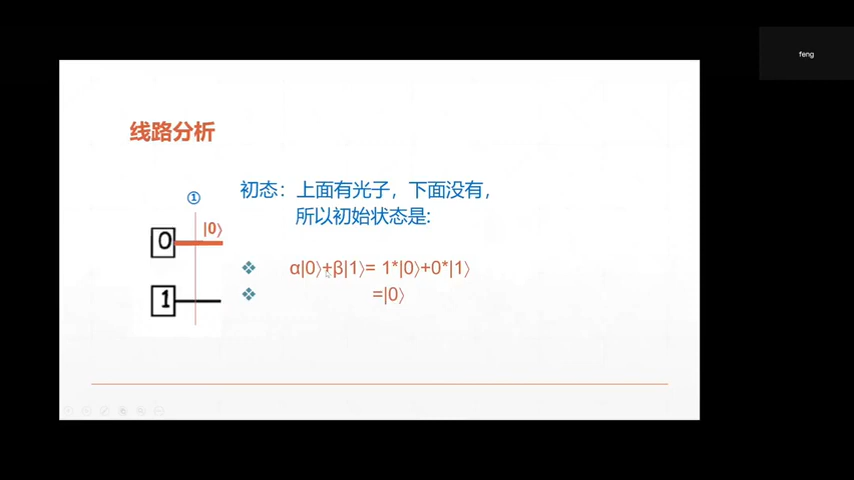 feng
线路分析
初态：上面有光子，下面没有，
所以初始状态是:
①
|0⟩
0
1
❖ α|0⟩+β|1⟩= 1*|0⟩+0*|1⟩
❖ =|0⟩